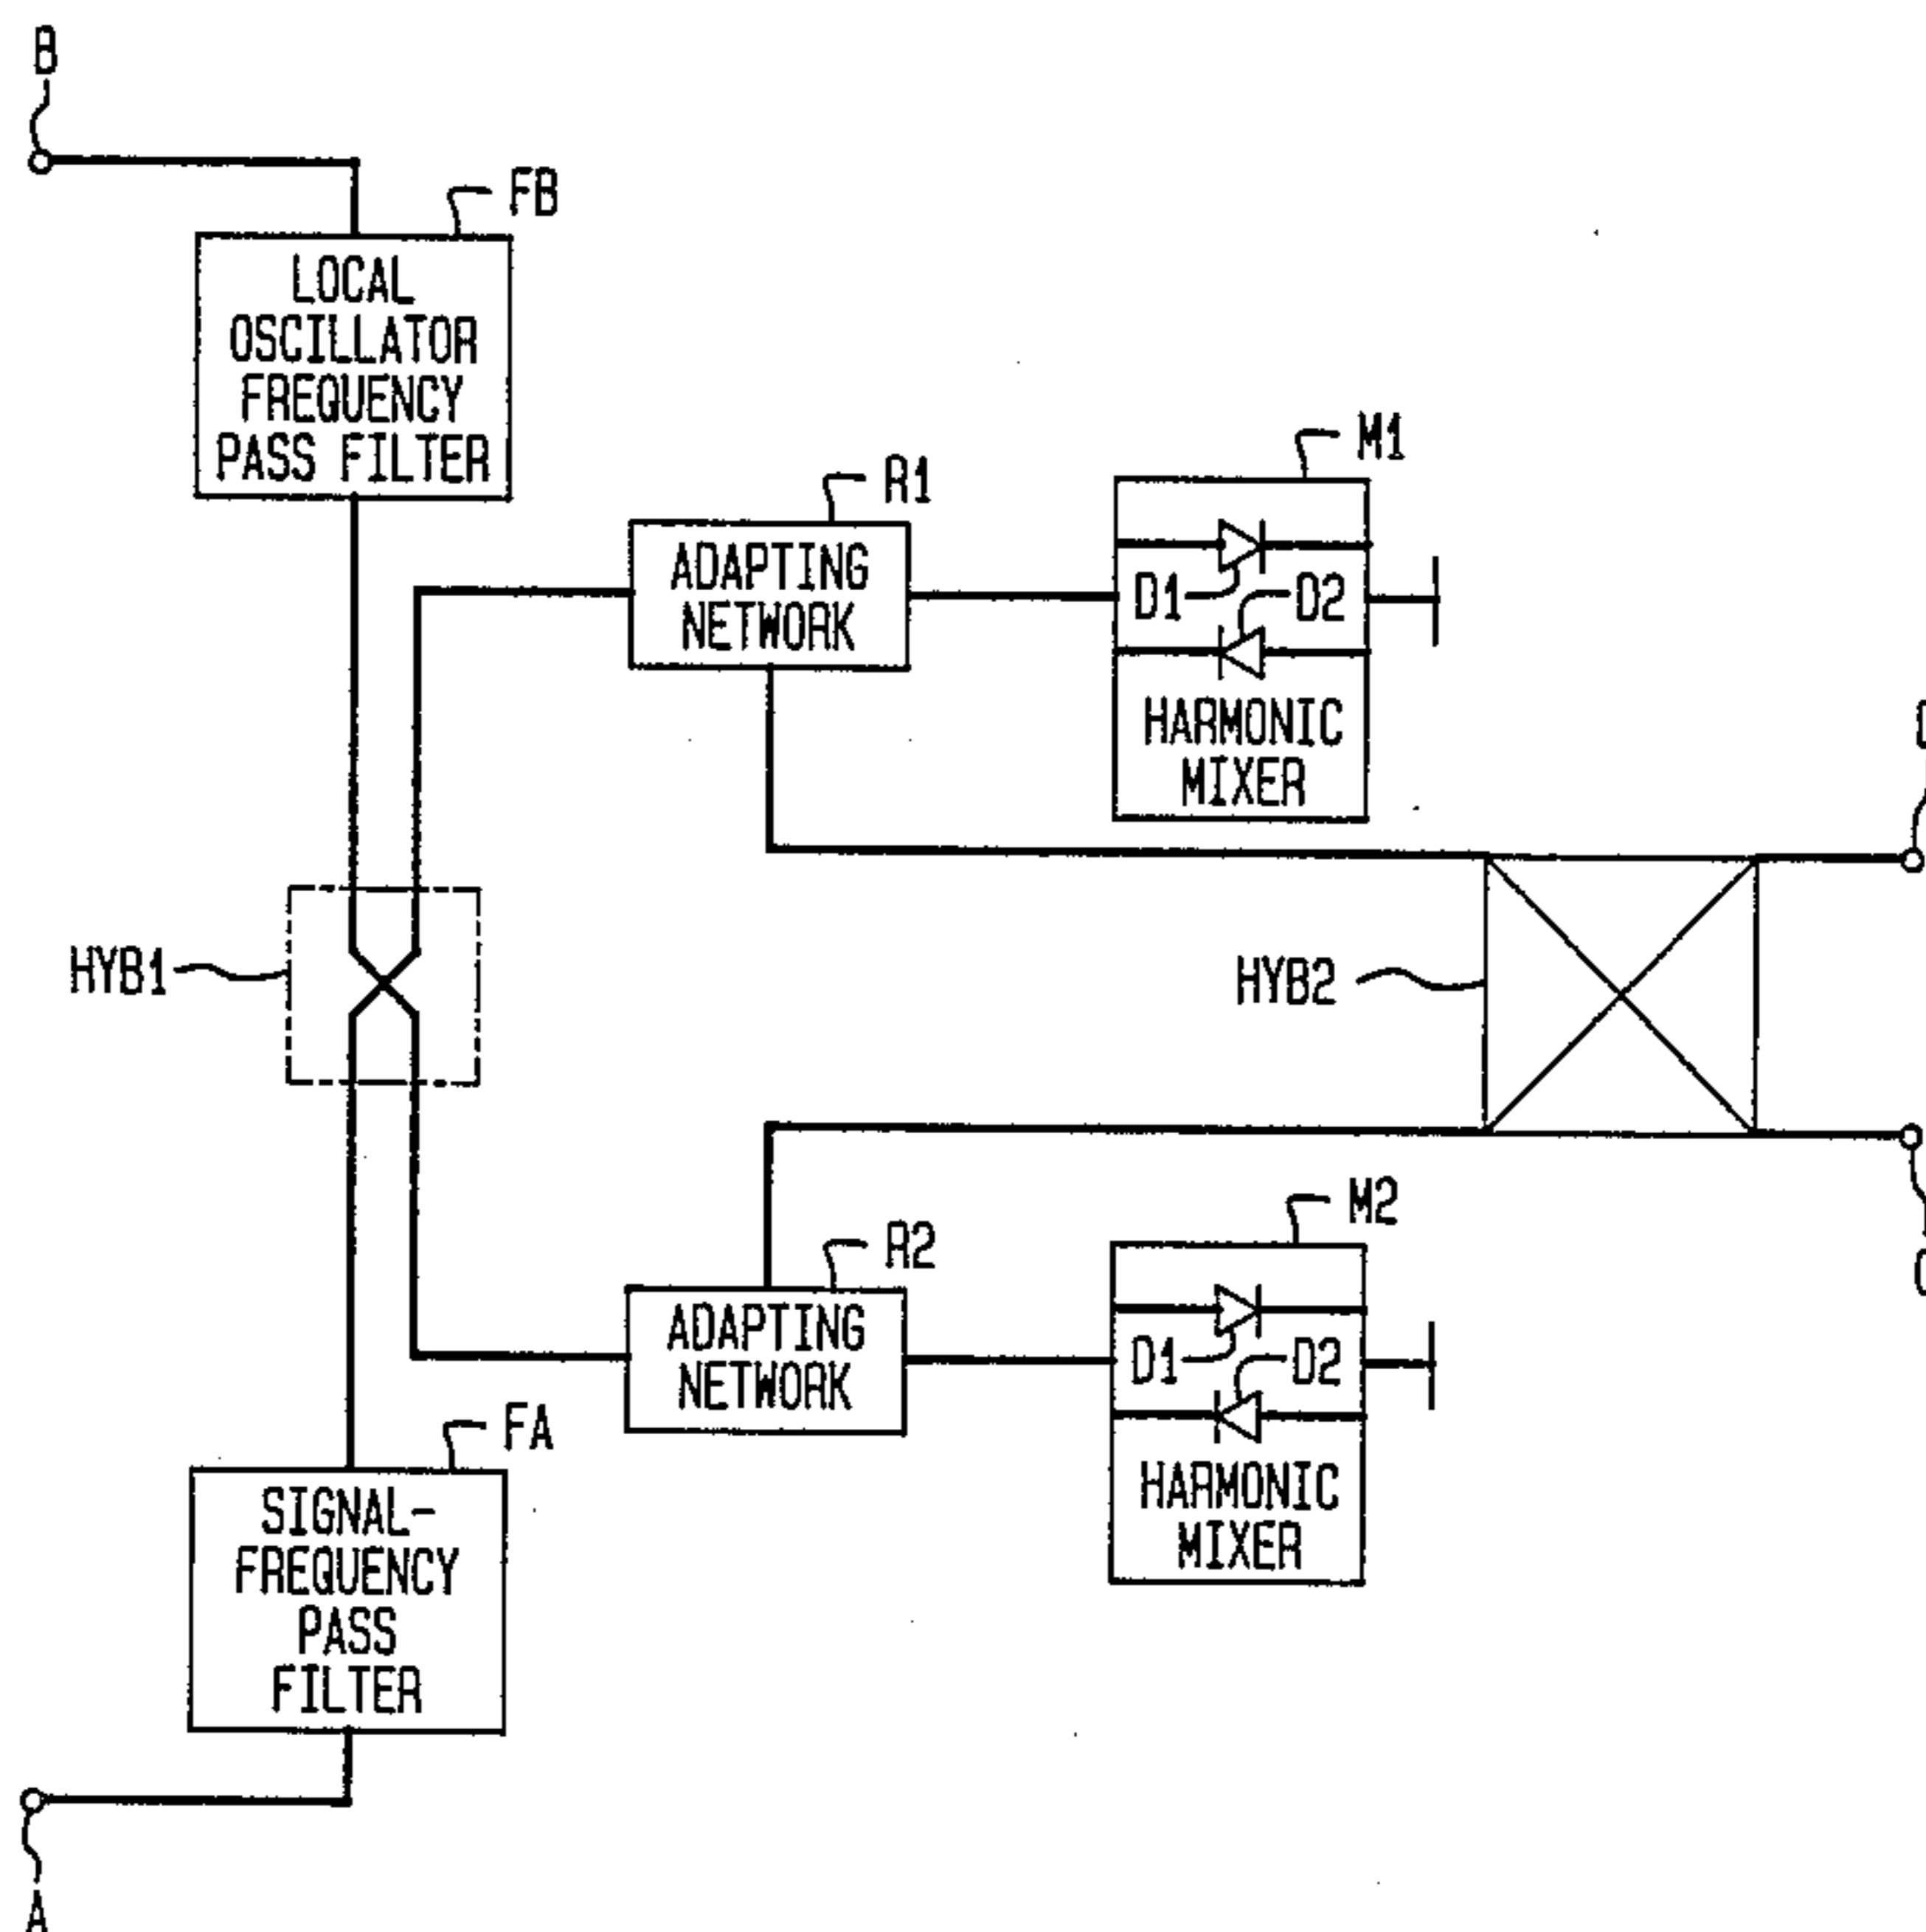 B
FB
LOCAL
OSCILLATOR
FREQUENCY
PASS FILTER
R1
ADAPTING
NETWORK
M1
D1
D2
HARMONIC
MIXER
HYB1
HYB2
R2
ADAPTING
NETWORK
M2
D1
D2
HARMONIC
MIXER
FA
SIGNAL-
FREQUENCY
PASS
FILTER
A